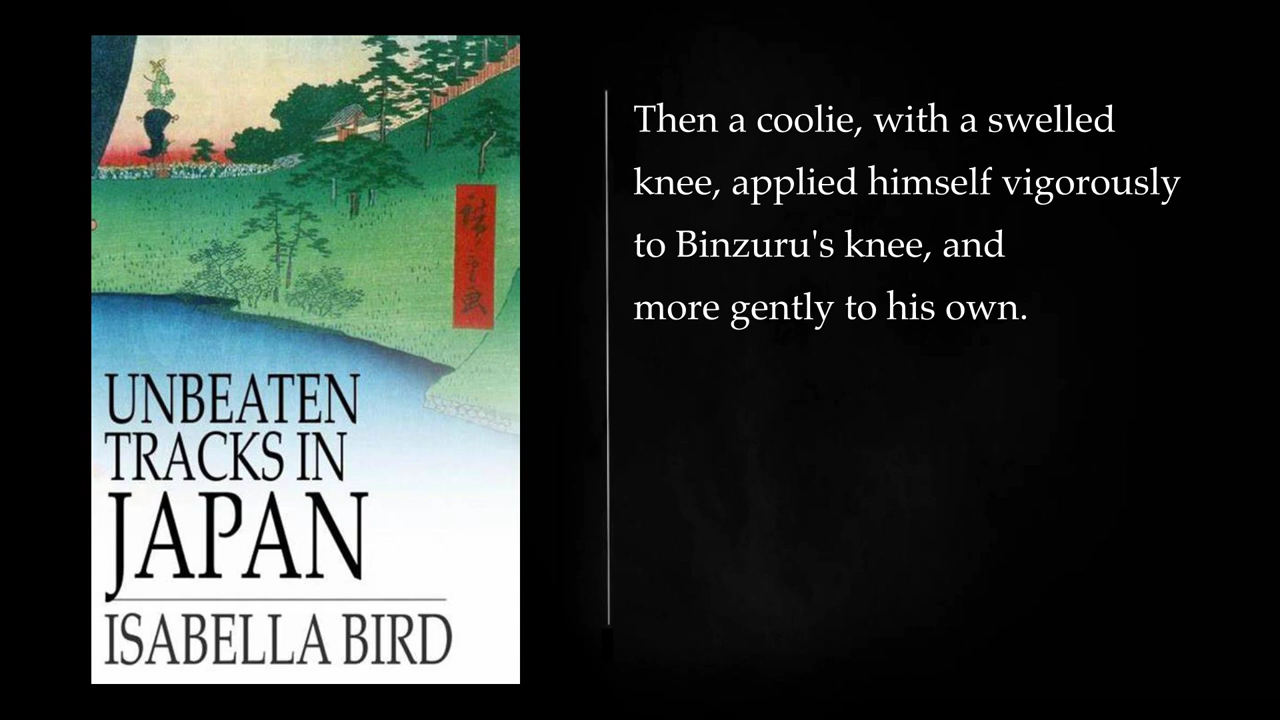 UNBEATEN
TRACKS IN
JAPAN
ISABELLA BIRD
Then a coolie, with a swelled
knee, applied himself vigorously
to Binzuru's knee, and
more gently to his own.